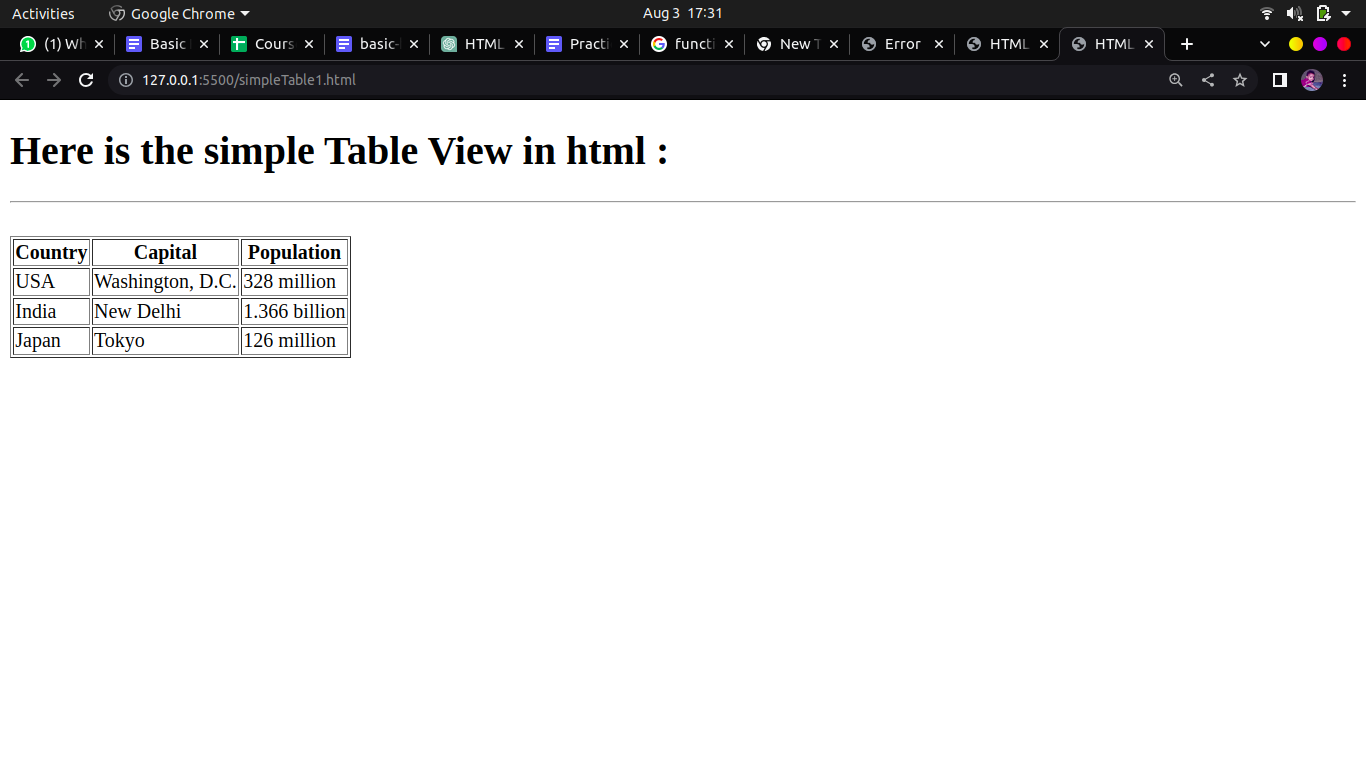 Activities Google Chrome Aug 3 17:31
(1) Wh Basic Cours basic- HTML Practi functi New T Error HTML HTML
127.0.0.1:5500/simpleTable1.html
Here is the simple Table View in html :
Country Capital Population
USA Washington, D.C. 328 million
India New Delhi 1.366 billion
Japan Tokyo 126 million